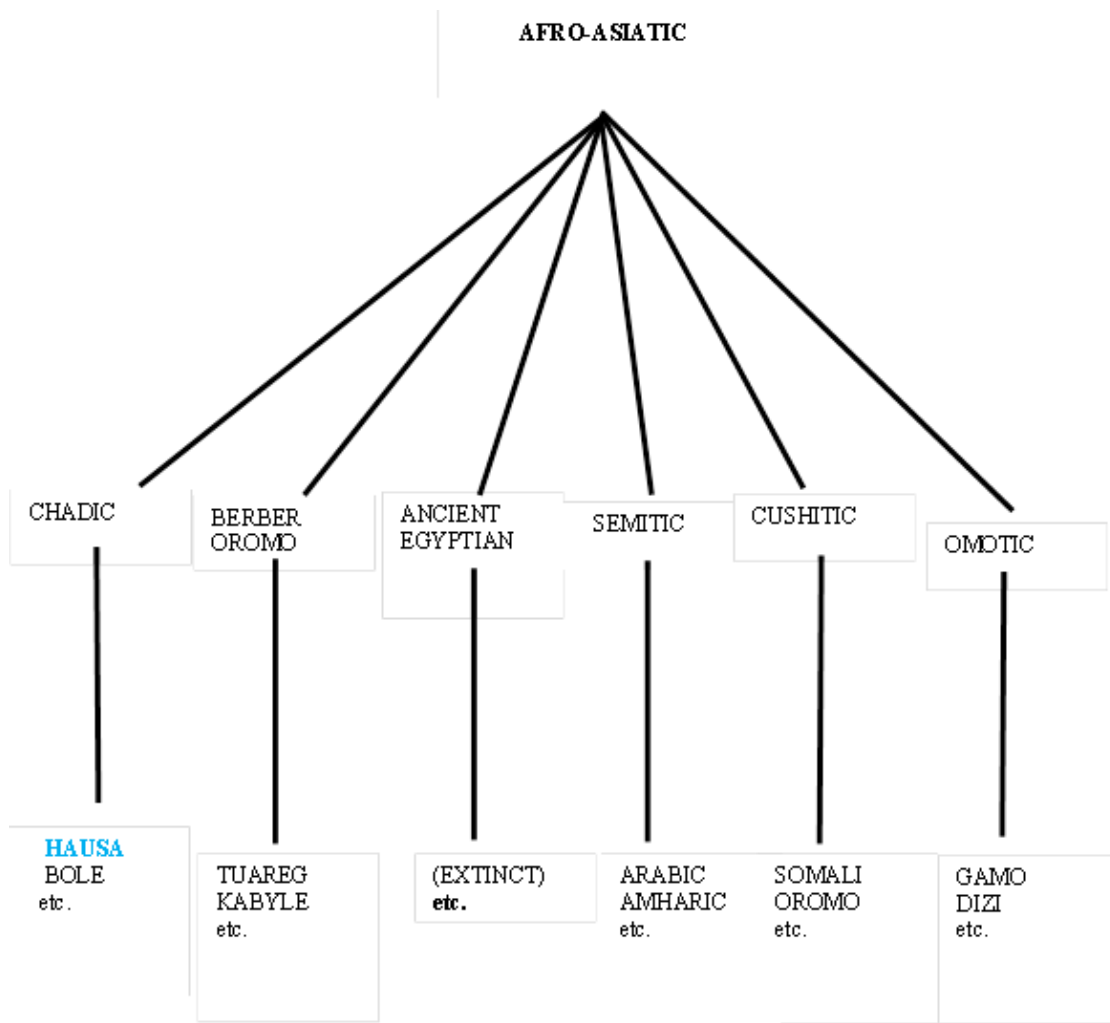 AFRO-ASIATIC
CHADIC
BERBER
OROMO
ANCIENT
EGYPTIAN
SEMITIC
CUSHITIC
OMOTIC
HAUSA
BOLE
etc.
TUAREG
KABYLE
etc.
(EXTINCT)
etc.
ARABIC
AMHARIC
etc.
SOMALI
OROMO
etc.
GAMO
DIZI
etc.